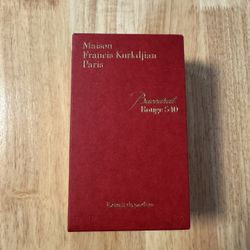 Maison
Francis Kurkdjian
Paris
Baccarat
Rouge 540
Extrait de parfum